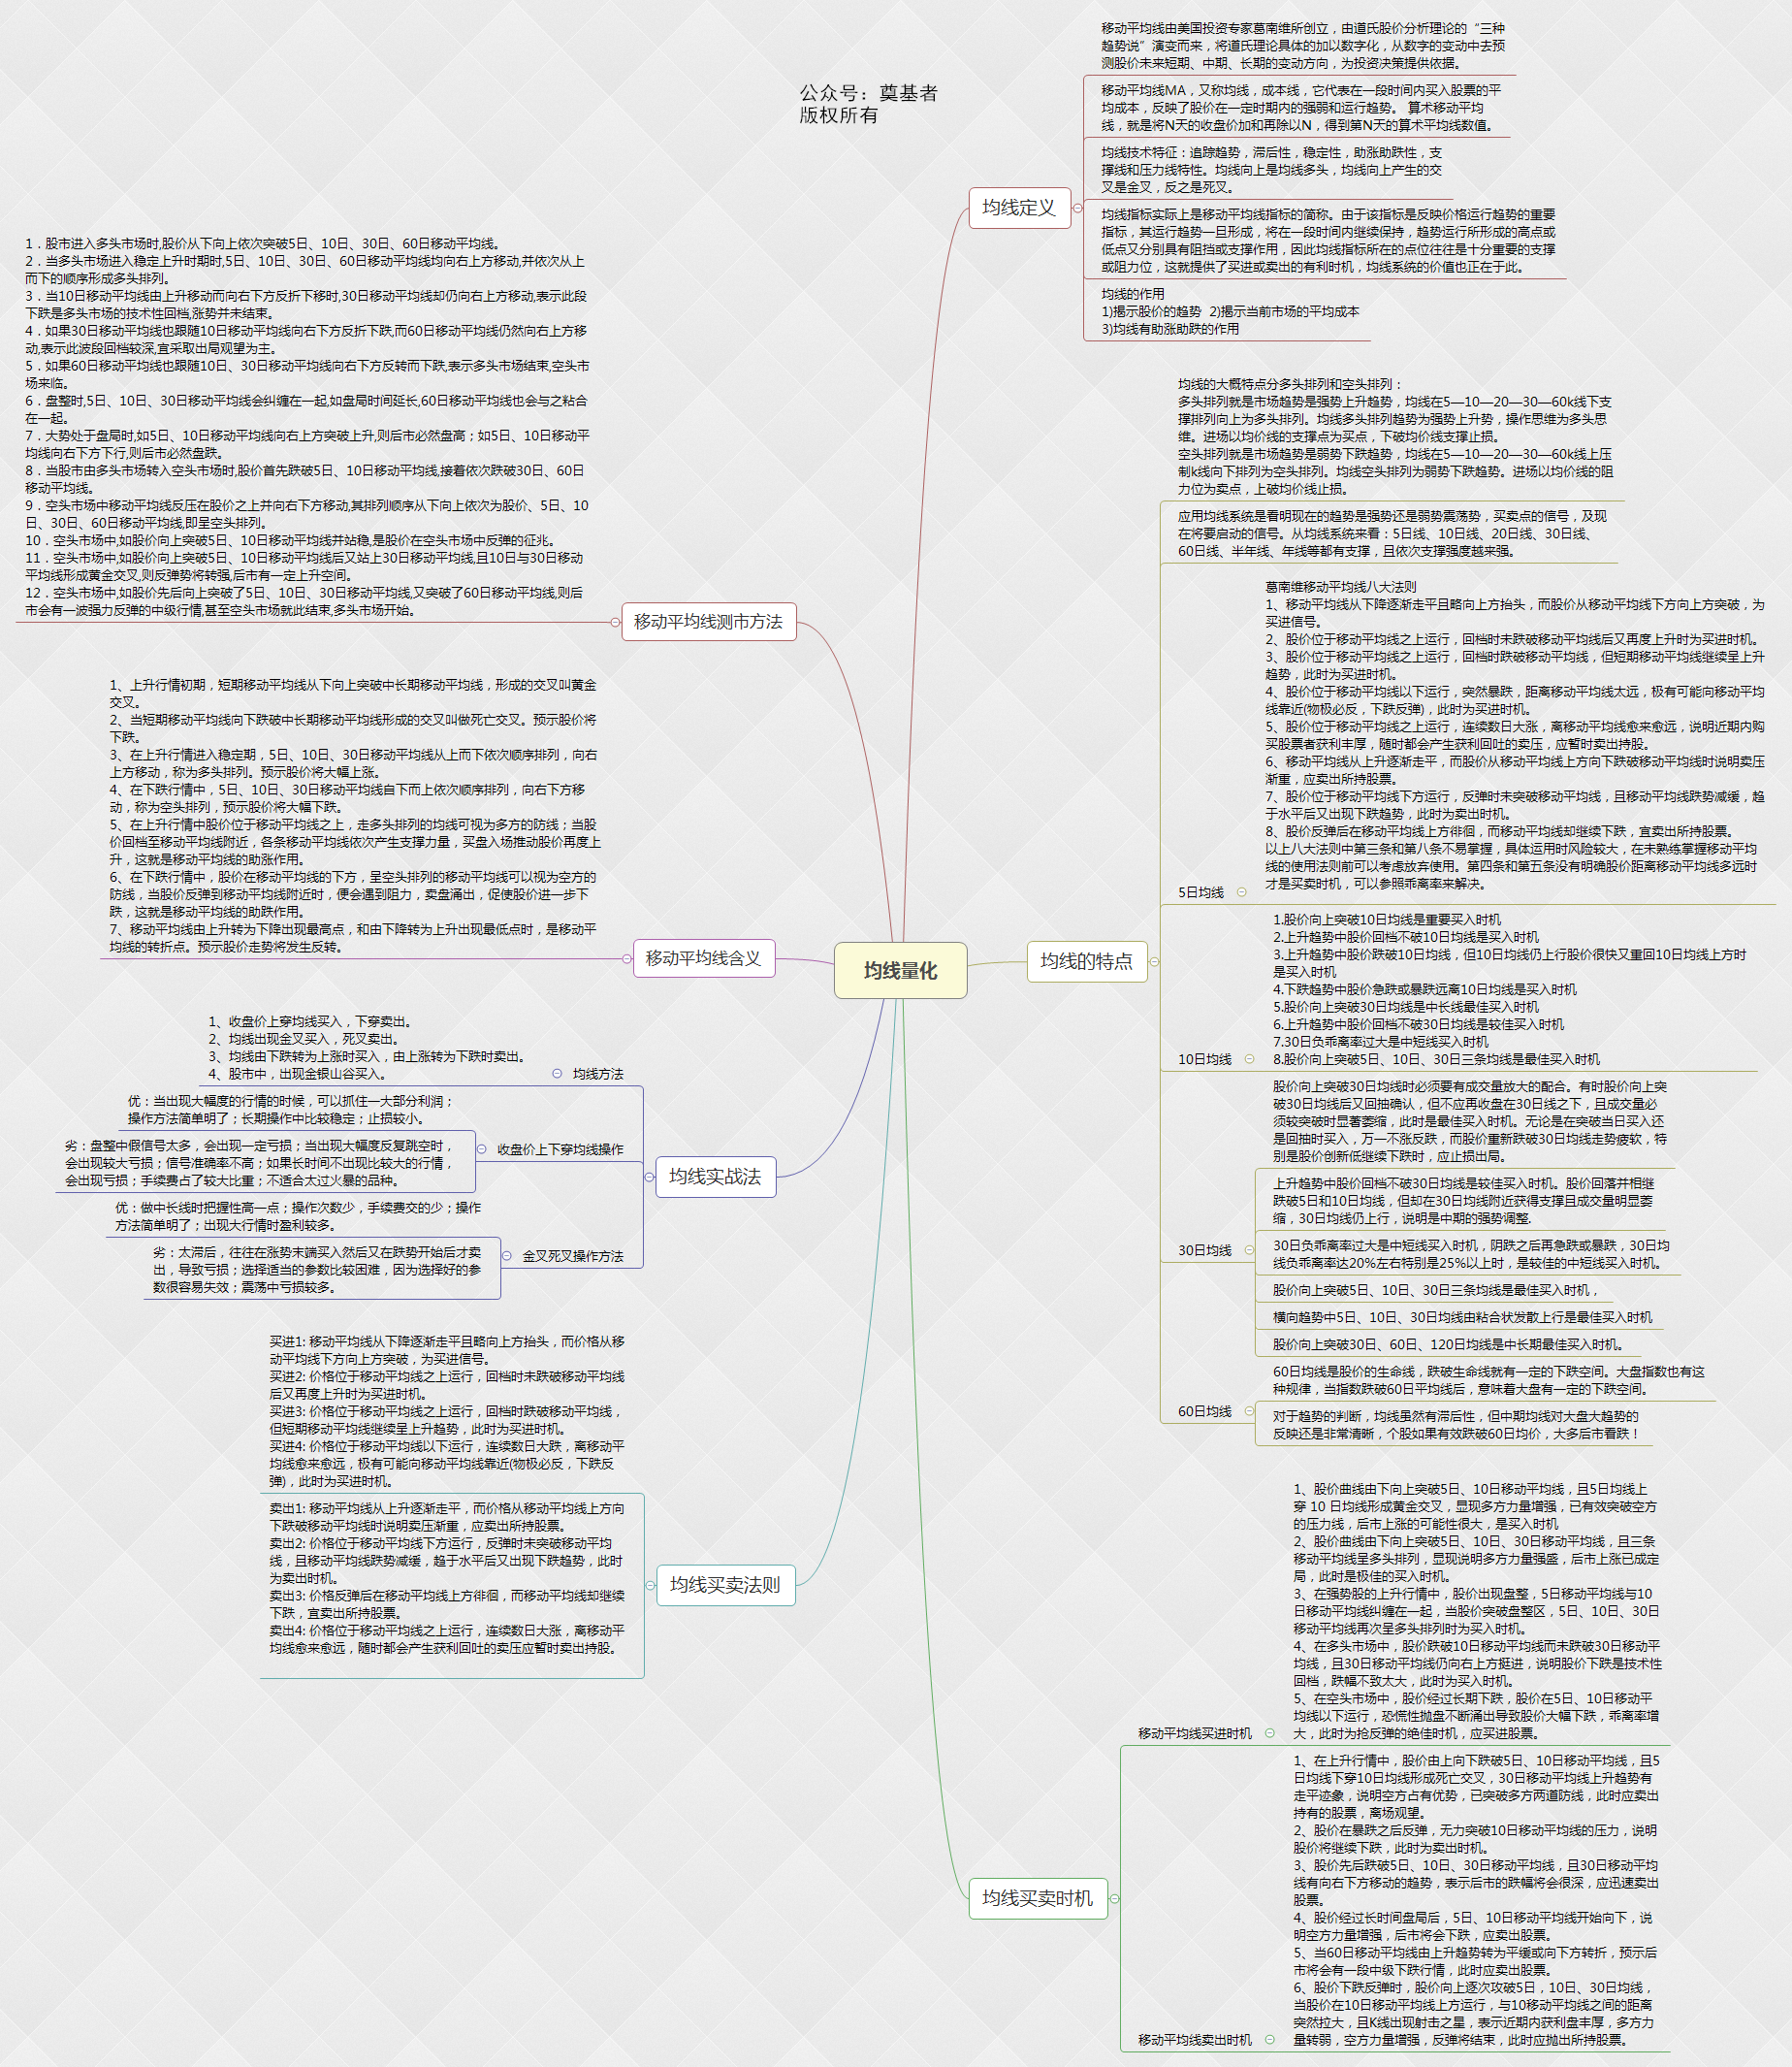 公众号：奠基者
版权所有
均线量化
均线定义
移动平均线由美国投资专家葛南维所创立，由道氏股价分析理论的“三种
趋势说”演变而来，将道氏理论具体的加以数字化，从数字的变动中去预
测股价未来短期、中期、长期的变动方向，为投资决策提供依据。
移动平均线MA，又称均线，成本线，它代表在一段时间内买入股票的平
均成本，反映了股价在一定时期内的强弱和运行趋势。 算术移动平均
线，就是将N天的收盘价加和再除以N，得到第N天的算术平均线数值。
均线技术特征：追踪趋势，滞后性，稳定性，助涨助跌性，支
撑线和压力线特性。均线向上是均线多头，均线向上产生的交
叉是金叉，反之是死叉。
均线指标实际上是移动平均线指标的简称。由于该指标是反映价格运行趋势的重要
指标，其运行趋势一旦形成，将在一段时间内继续保持，趋势运行所形成的高点或
低点又分别具有阻挡或支撑作用，因此均线指标所在的点位往往是十分重要的支撑
或阻力位，这就提供了买进或卖出的有利时机，均线系统的价值也正在于此。
均线的作用
1)揭示股价的趋势  2)揭示当前市场的平均成本
3)均线有助涨助跌的作用
均线的特点
均线的大概特点分多头排列和空头排列：
多头排列就是市场趋势是强势上升趋势，均线在5—10—20—30—60k线下支
撑排列向上为多头排列。均线多头排列趋势为强势上升势，操作思维为多头思
维。进场以均价线的支撑点为买点，下破均价线支撑止损。
空头排列就是市场趋势是弱势下跌趋势，均线在5—10—20—30—60k线上压
制k线向下排列为空头排列。均线空头排列为弱势下跌趋势。进场以均价线的阻
力位为卖点，上破均价线止损。
应用均线系统是看明现在的趋势是强势还是弱势震荡势，买卖点的信号，及现
在将要启动的信号。从均线系统来看：5日线、10日线、20日线、30日线、
60日线、半年线、年线等都有支撑，且依次支撑强度越来强。
5日均线
葛南维移动平均线八大法则
1、移动平均线从下降逐渐走平且略向上方抬头，而股价从移动平均线下方向上方突破，为
买进信号。
2、股价位于移动平均线之上运行，回档时未跌破移动平均线后又再度上升时为买进时机。
3、股价位于移动平均线之上运行，回档时跌破移动平均线，但短期移动平均线继续呈上升
趋势，此时为买进时机。
4、股价位于移动平均线以下运行，突然暴跌，距离移动平均线太远，极有可能向移动平均
线靠近(物极必反，下跌反弹)，此时为买进时机。
5、股价位于移动平均线之上运行，连续数日大涨，离移动平均线愈来愈远，说明近期内购
买股票者获利丰厚，随时都会产生获利回吐的卖压，应暂时卖出持股。
6、移动平均线从上升逐渐走平，而股价从移动平均线上方向下跌破移动平均线时说明卖压
渐重，应卖出所持股票。
7、股价位于移动平均线下方运行，反弹时未突破移动平均线，且移动平均线跌势减缓，趋
于水平后又出现下跌趋势，此时为卖出时机。
8、股价反弹后在移动平均线上方徘徊，而移动平均线却继续下跌，宜卖出所持股票。
以上八大法则中第三条和第八条不易掌握，具体运用时风险较大，在未熟练掌握移动平均
线的使用法则前可以考虑放弃使用。第四条和第五条没有明确股价距离移动平均线多远时
才是买卖时机，可以参照乖离率来解决。
10日均线
1.股价向上突破10日均线是重要买入时机
2.上升趋势中股价回档不破10日均线是买入时机
3.上升趋势中股价跌破10日均线，但10日均线仍上行股价很快又重回10日均线上方时
是买入时机
4.下跌趋势中股价急跌或暴跌远离10日均线是买入时机
5.股价向上突破30日均线是中长线最佳买入时机
6.上升趋势中股价回档不破30日均线是较佳买入时机
7.30日负乖离率过大是中短线买入时机
8.股价向上突破5日、10日、30日三条均线是最佳买入时机
30日均线
股价向上突破30日均线时必须要有成交量放大的配合。有时股价向上突
破30日均线后又回抽确认，但不应再收盘在30日线之下，且成交量必
须较突破时显著萎缩，此时是最佳买入时机。无论是在突破当日买入还
是回抽时买入，万一不涨反跌，而股价重新跌破30日均线走势疲软，特
别是股价创新低继续下跌时，应止损出局。
上升趋势中股价回档不破30日均线是较佳买入时机。股价回落并相继
跌破5日和10日均线，但却在30日均线附近获得支撑且成交量明显萎
缩，30日均线仍上行，说明是中期的强势调整.
30日负乖离率过大是中短线买入时机，阴跌之后再急跌或暴跌，30日均
线负乖离率达20%左右特别是25%以上时，是较佳的中短线买入时机。
股价向上突破5日、10日、30日三条均线是最佳买入时机，
横向趋势中5日、10日、30日均线由粘合状发散上行是最佳买入时机
股价向上突破30日、60日、120日均线是中长期最佳买入时机。
60日均线
60日均线是股价的生命线，跌破生命线就有一定的下跌空间。大盘指数也有这
种规律，当指数跌破60日平均线后，意味着大盘有一定的下跌空间。
对于趋势的判断，均线虽然有滞后性，但中期均线对大盘大趋势的
反映还是非常清晰，个股如果有效跌破60日均价，大多后市看跌！
均线买卖时机
移动平均线买进时机
1、股价曲线由下向上突破5日、10日移动平均线，且5日均线上
穿 10 日均线形成黄金交叉，显现多方力量增强，已有效突破空方
的压力线，后市上涨的可能性很大，是买入时机
2、股价曲线由下向上突破5日、10日、30日移动平均线，且三条
移动平均线呈多头排列，显现说明多方力量强盛，后市上涨已成定
局，此时是极佳的买入时机。
3、在强势股的上升行情中，股价出现盘整，5日移动平均线与10
日移动平均线纠缠在一起，当股价突破盘整区，5日、10日、30日
移动平均线再次呈多头排列时为买入时机。
4、在多头市场中，股价跌破10日移动平均线而未跌破30日移动平
均线，且30日移动平均线仍向右上方挺进，说明股价下跌是技术性
回档，跌幅不致太大，此时为买入时机。
5、在空头市场中，股价经过长期下跌，股价在5日、10日移动平
均线以下运行，恐慌性抛盘不断涌出导致股价大幅下跌，乖离率增
大，此时为抢反弹的绝佳时机，应买进股票。
移动平均线卖出时机
1、在上升行情中，股价由上向下跌破5日、10日移动平均线，且5
日均线下穿10日均线形成死亡交叉，30日移动平均线上升趋势有
走平迹象，说明空方占有优势，已突破多方两道防线，此时应卖出
持有的股票，离场观望。
2、股价在暴跌之后反弹，无力突破10日移动平均线的压力，说明
股价将继续下跌，此时为卖出时机。
3、股价先后跌破5日、10日、30日移动平均线，且30日移动平均
线有向右下方移动的趋势，表示后市的跌幅将会很深，应迅速卖出
股票。
4、股价经过长时间盘局后，5日、10日移动平均线开始向下，说
明空方力量增强，后市将会下跌，应卖出股票。
5、当60日移动平均线由上升趋势转为平缓或向下方转折，预示后
市将会有一段中级下跌行情，此时应卖出股票。
6、股价下跌反弹时，股价向上逐次攻破5日，10日、30日均线，
当股价在10日移动平均线上方运行，与10移动平均线之间的距离
突然拉大，且K线出现射击之星，表示近期内获利盘丰厚，多方力
量转弱，空方力量增强，反弹将结束，此时应抛出所持股票。
移动平均线测市方法
1．股市进入多头市场时,股价从下向上依次突破5日、10日、30日、60日移动平均线。
2．当多头市场进入稳定上升时期时,5日、10日、30日、60日移动平均线均向右上方移动,并依次从上
而下的顺序形成多头排列。
3．当10日移动平均线由上升移动而向右下方反折下移时,30日移动平均线却仍向右上方移动,表示此段
下跌是多头市场的技术性回档,涨势并未结束。
4．如果30日移动平均线也跟随10日移动平均线向右下方反折下跌,而60日移动平均线仍然向右上方移
动,表示此波段回档较深,宜采取出局观望为主。
5．如果60日移动平均线也跟随10日、30日移动平均线向右下方反转而下跌,表示多头市场结束,空头市
场来临。
6．盘整时,5日、10日、30日移动平均线会纠缠在一起,如盘局时间延长,60日移动平均线也会与之粘合
在一起。
7．大势处于盘局时,如5日、10日移动平均线向右上方突破上升,则后市必然盘高；如5日、10日移动平
均线向右下方下行,则后市必然盘跌。
8．当股市由多头市场转入空头市场时,股价首先跌破5日、10日移动平均线,接着依次跌破30日、60日
移动平均线。
9．空头市场中移动平均线反压在股价之上并向右下方移动,其排列顺序从下向上依次为股价、5日、10
日、30日、60日移动平均线,即呈空头排列。
10．空头市场中,如股价向上突破5日、10日移动平均线并站稳,是股价在空头市场中反弹的征兆。
11．空头市场中,如股价向上突破5日、10日移动平均线后又站上30日移动平均线,且10日与30日移动
平均线形成黄金交叉,则反弹势将转强,后市有一定上升空间。
12．空头市场中,如股价先后向上突破了5日、10日、30日移动平均线,又突破了60日移动平均线,则后
市会有一波强力反弹的中级行情,甚至空头市场就此结束,多头市场开始。
移动平均线含义
1、上升行情初期，短期移动平均线从下向上突破中长期移动平均线，形成的交叉叫黄金
交叉。
2、当短期移动平均线向下跌破中长期移动平均线形成的交叉叫做死亡交叉。预示股价将
下跌。
3、在上升行情进入稳定期，5日、10日、30日移动平均线从上而下依次顺序排列，向右
上方移动，称为多头排列。预示股价将大幅上涨。
4、在下跌行情中，5日、10日、30日移动平均线自下而上依次顺序排列，向右下方移
动，称为空头排列，预示股价将大幅下跌。
5、在上升行情中股价位于移动平均线之上，走多头排列的均线可视为多方的防线；当股
价回档至移动平均线附近，各条移动平均线依次产生支撑力量，买盘入场推动股价再度上
升，这就是移动平均线的助涨作用。
6、在下跌行情中，股价在移动平均线的下方，呈空头排列的移动平均线可以视为空方的
防线，当股价反弹到移动平均线附近时，便会遇到阻力，卖盘涌出，促使股价进一步下
跌，这就是移动平均线的助跌作用。
7、移动平均线由上升转为下降出现最高点，和由下降转为上升出现最低点时，是移动平
均线的转折点。预示股价走势将发生反转。
均线实战法
均线方法
1、收盘价上穿均线买入，下穿卖出。
2、均线出现金叉买入，死叉卖出。
3、均线由下跌转为上涨时买入，由上涨转为下跌时卖出。
4、股市中，出现金银山谷买入。
收盘价上下穿均线操作
优：当出现大幅度的行情的时候，可以抓住一大部分利润；
操作方法简单明了；长期操作中比较稳定；止损较小。
劣：盘整中假信号太多，会出现一定亏损；当出现大幅度反复跳空时，
会出现较大亏损；信号准确率不高；如果长时间不出现比较大的行情，
会出现亏损；手续费占了较大比重；不适合太过火暴的品种。
金叉死叉操作方法
优：做中长线时把握性高一点；操作次数少，手续费交的少；操作
方法简单明了；出现大行情时盈利较多。
劣：太滞后，往往在涨势末端买入然后又在跌势开始后才卖
出，导致亏损；选择适当的参数比较困难，因为选择好的参
数很容易失效；震荡中亏损较多。
均线买卖法则
买进1: 移动平均线从下降逐渐走平且略向上方抬头，而价格从移
动平均线下方向上方突破，为买进信号。
买进2: 价格位于移动平均线之上运行，回档时未跌破移动平均线
后又再度上升时为买进时机。
买进3: 价格位于移动平均线之上运行，回档时跌破移动平均线，
但短期移动平均线继续呈上升趋势，此时为买进时机。
买进4: 价格位于移动平均线以下运行，连续数日大跌，离移动平
均线愈来愈远，极有可能向移动平均线靠近(物极必反，下跌反
弹)，此时为买进时机。
卖出1: 移动平均线从上升逐渐走平，而价格从移动平均线上方向
下跌破移动平均线时说明卖压渐重，应卖出所持股票。
卖出2: 价格位于移动平均线下方运行，反弹时未突破移动平均
线，且移动平均线跌势减缓，趋于水平后又出现下跌趋势，此时
为卖出时机。
卖出3: 价格反弹后在移动平均线上方徘徊，而移动平均线却继续
下跌，宜卖出所持股票。
卖出4: 价格位于移动平均线之上运行，连续数日大涨，离移动平
均线愈来愈远，随时都会产生获利回吐的卖压应暂时卖出持股。